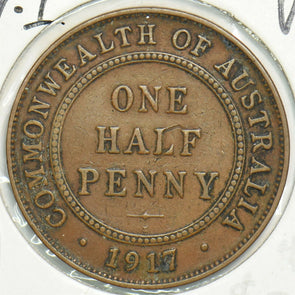 COMMONWEALTH OF AUSTRALIA
ONE
HALF
PENNY
· 1917 ·